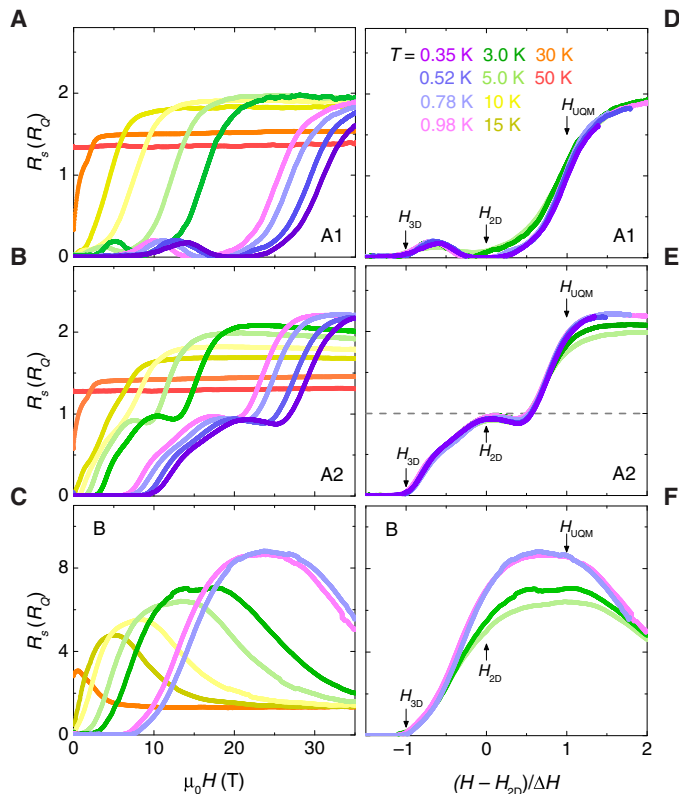 A
D
T = 0.35 K 3.0 K 30 K
0.52 K 5.0 K 50 K
0.78 K 10 K
0.98 K 15 K
3
2
1
0
R_s (R_Q)
A1
H_3D
H_2D
H_UQM
A1
B
E
2
1
0
R_s (R_Q)
A2
H_3D
H_2D
H_UQM
A2
C
F
8
4
0
R_s (R_Q)
B
0 10 20 30
μ₀H (T)
B
H_3D
H_2D
H_UQM
−1 0 1 2
(H – H_2D)/ΔH